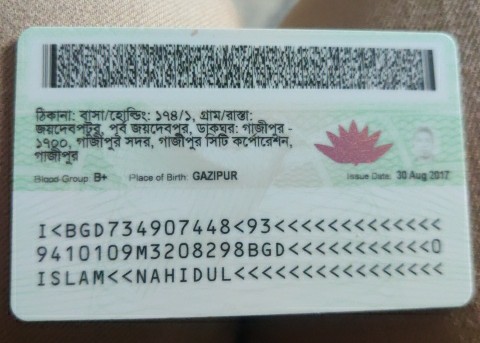 ঠিকানা: বাসা/হোল্ডিং: ১৭৪/১, গ্রাম/রাস্তা:
জয়দেবপুর, পূর্ব জয়দেবপুর, ডাকঘর: গাজীপুর -
১৭০০, গাজীপুর সদর, গাজীপুর সিটি কর্পোরেশন,
গাজীপুর
Blood Group: B+ Place of Birth: GAZIPUR Issue Date: 30 Aug 2017
I<BGD734907448<93<<<<<<<<<<<<<
9410109M3208298BGD<<<<<<<<<<<0
ISLAM<<NAHIDUL<<<<<<<<<<<<<<<<